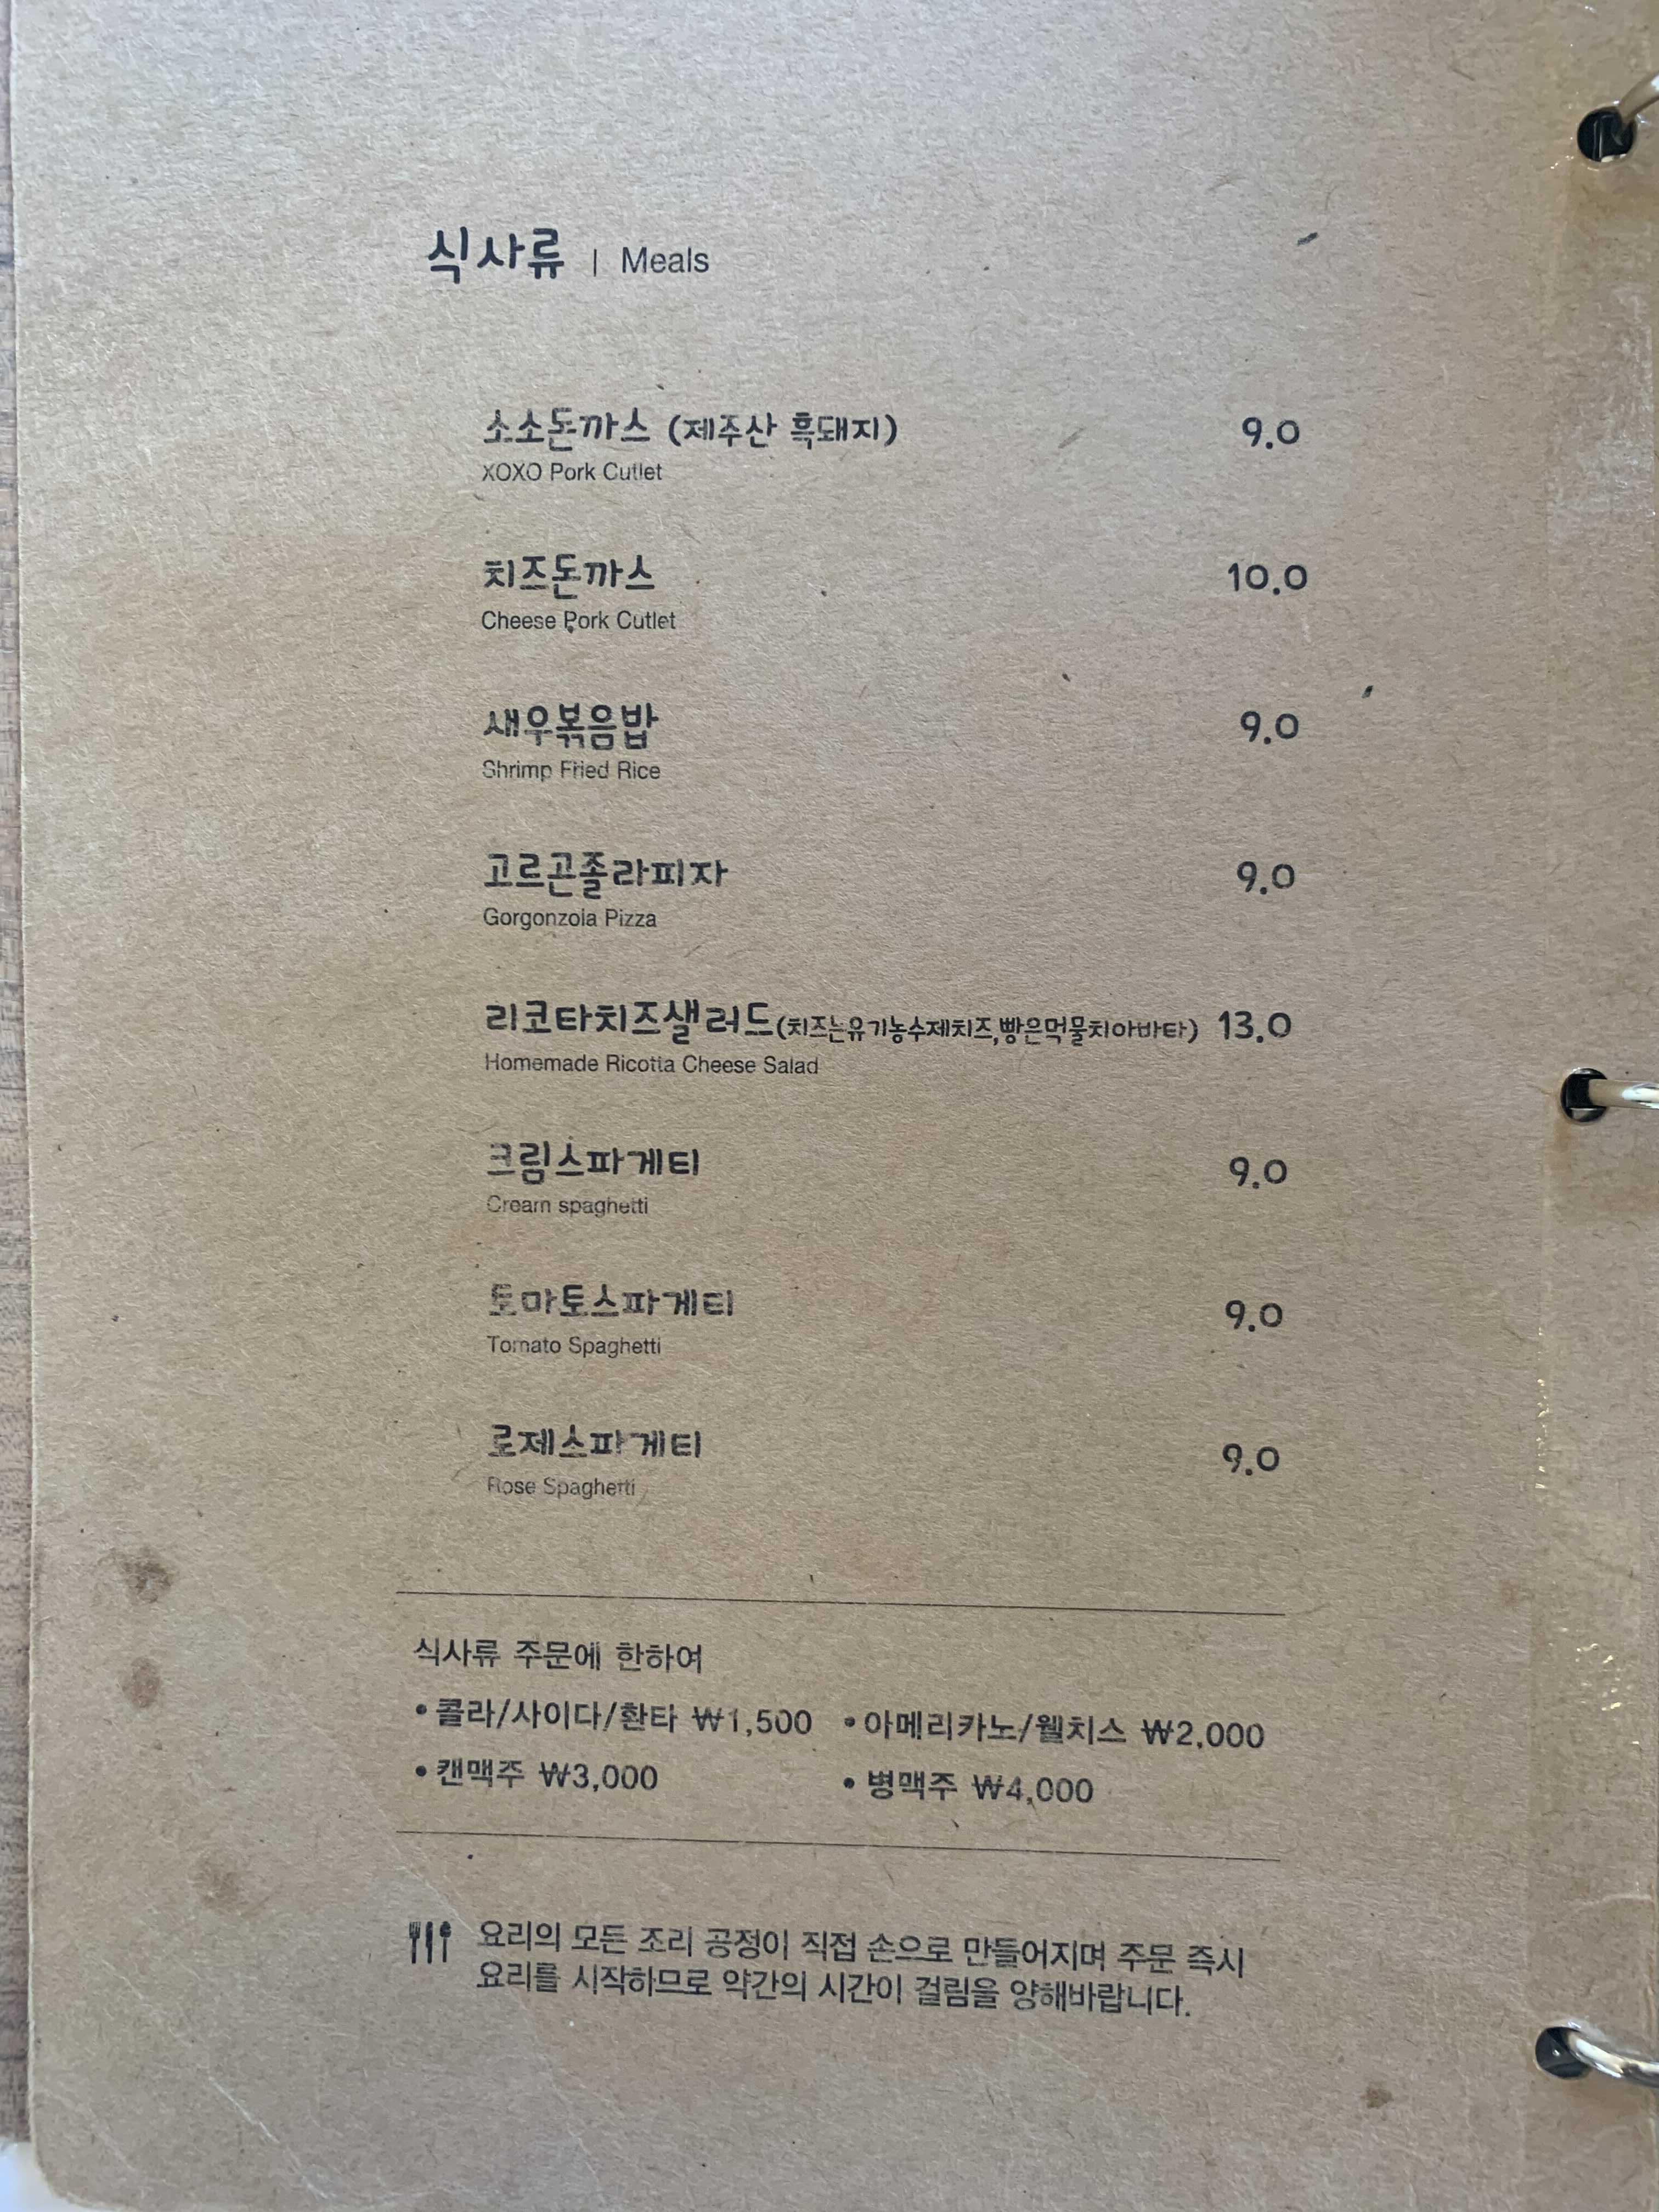 식사류 | Meals
소소돈까스 (제주산 흑돼지) 9.0
XOXO Pork Cutlet
치즈돈까스 10.0
Cheese Pork Cutlet
새우볶음밥 9.0
Shrimp Fried Rice
고르곤졸라피자 9.0
Gorgonzola Pizza
리코타치즈샐러드(치즈는유기농수제치즈,빵은먹물치아바타) 13.0
Homemade Ricotta Cheese Salad
크림스파게티 9.0
Cream spaghetti
토마토스파게티 9.0
Tomato Spaghetti
로제스파게티 9.0
Rose Spaghetti
식사류 주문에 한하여
• 콜라/사이다/환타 ₩1,500 • 아메리카노/웰치스 ₩2,000
• 캔맥주 ₩3,000 • 병맥주 ₩4,000
요리의 모든 조리 공정이 직접 손으로 만들어지며 주문 즉시
요리를 시작하므로 약간의 시간이 걸림을 양해바랍니다.